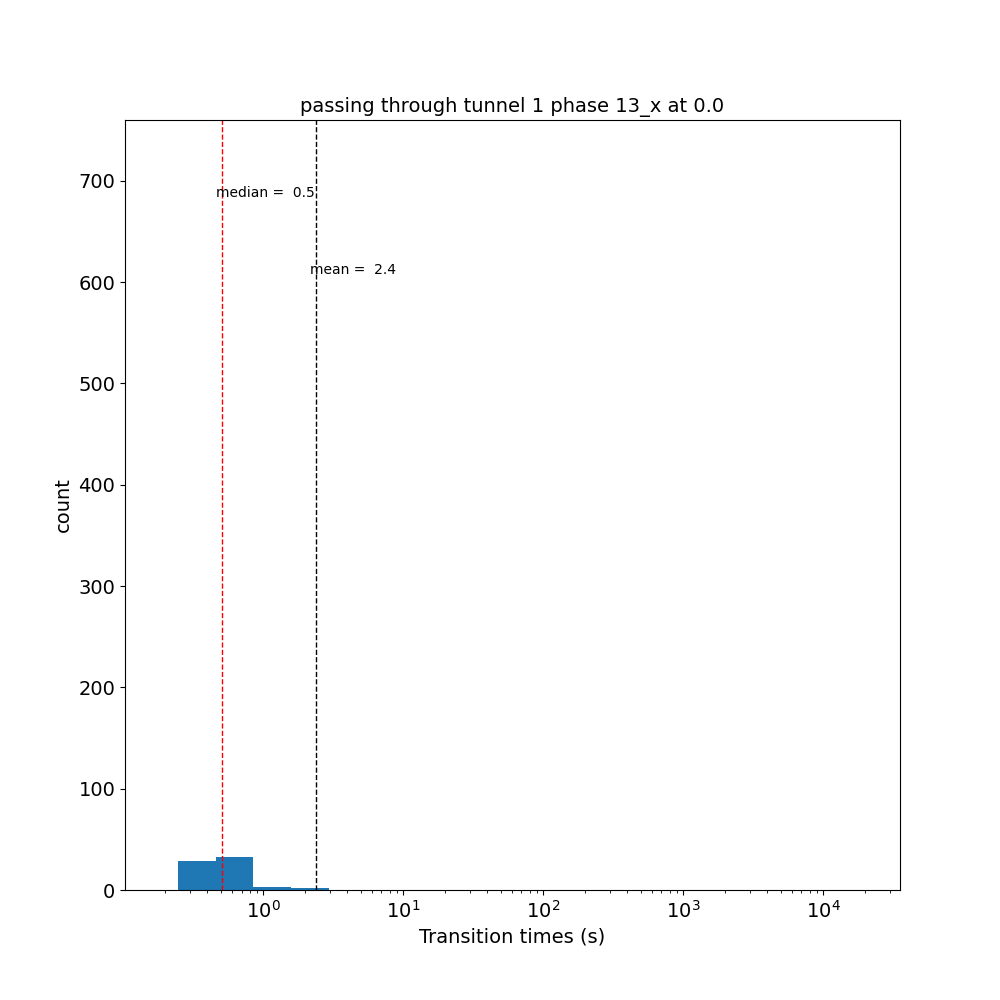 passing through tunnel 1 phase 13_x at 0.0
700
median =  0.5
mean =  2.4
600
500
400
count
300
200
100
0
10⁰ 10¹ 10² 10³ 10⁴
Transition times (s)